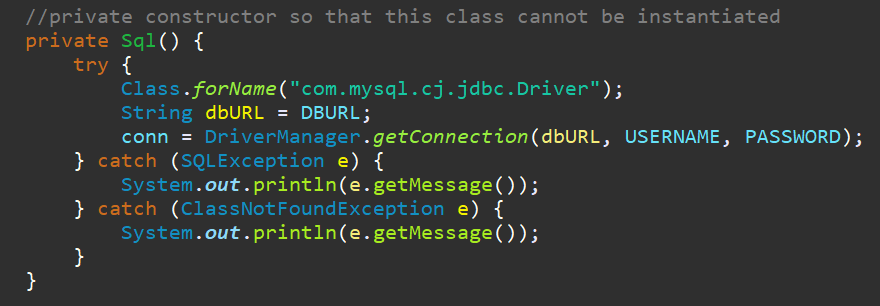 //private constructor so that this class cannot be instantiated
private Sql() {
    try {
        Class.forName("com.mysql.cj.jdbc.Driver");
        String dbURL = DBURL;
        conn = DriverManager.getConnection(dbURL, USERNAME, PASSWORD);
    } catch (SQLException e) {
        System.out.println(e.getMessage());
    } catch (ClassNotFoundException e) {
        System.out.println(e.getMessage());
    }
}